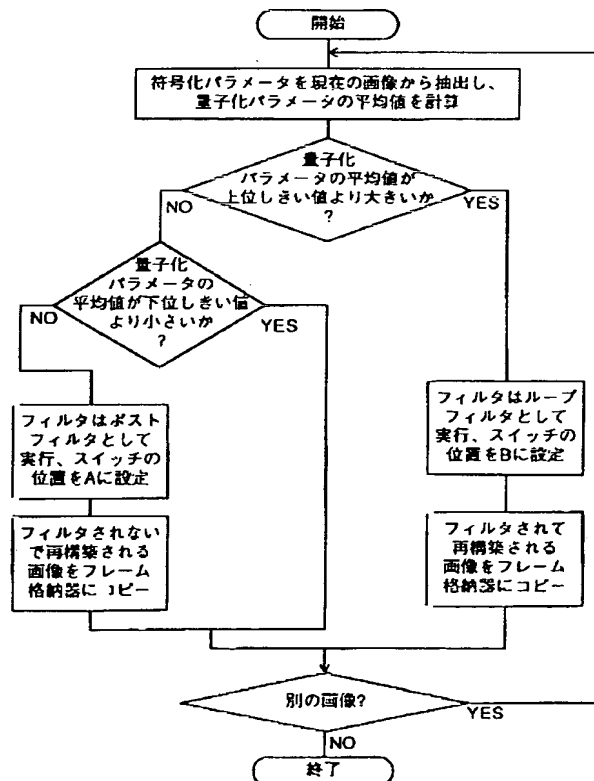 開始
符号化パラメータを現在の画像から抽出し、
量子化パラメータの平均値を計算
量子化
パラメータの平均値が
上位しきい値より大きいか
?
NO
YES
量子化
パラメータの
平均値が下位しきい値
より小さいか
?
NO
YES
フィルタはポスト
フィルタとして
実行、スイッチの
位置をAに設定
フィルタはループ
フィルタとして
実行、スイッチの
位置をBに設定
フィルタされない
で再構築される
画像をフレーム
格納器にコピー
フィルタされて
再構築される
画像をフレーム
格納器にコピー
別の画像?
YES
NO
終了